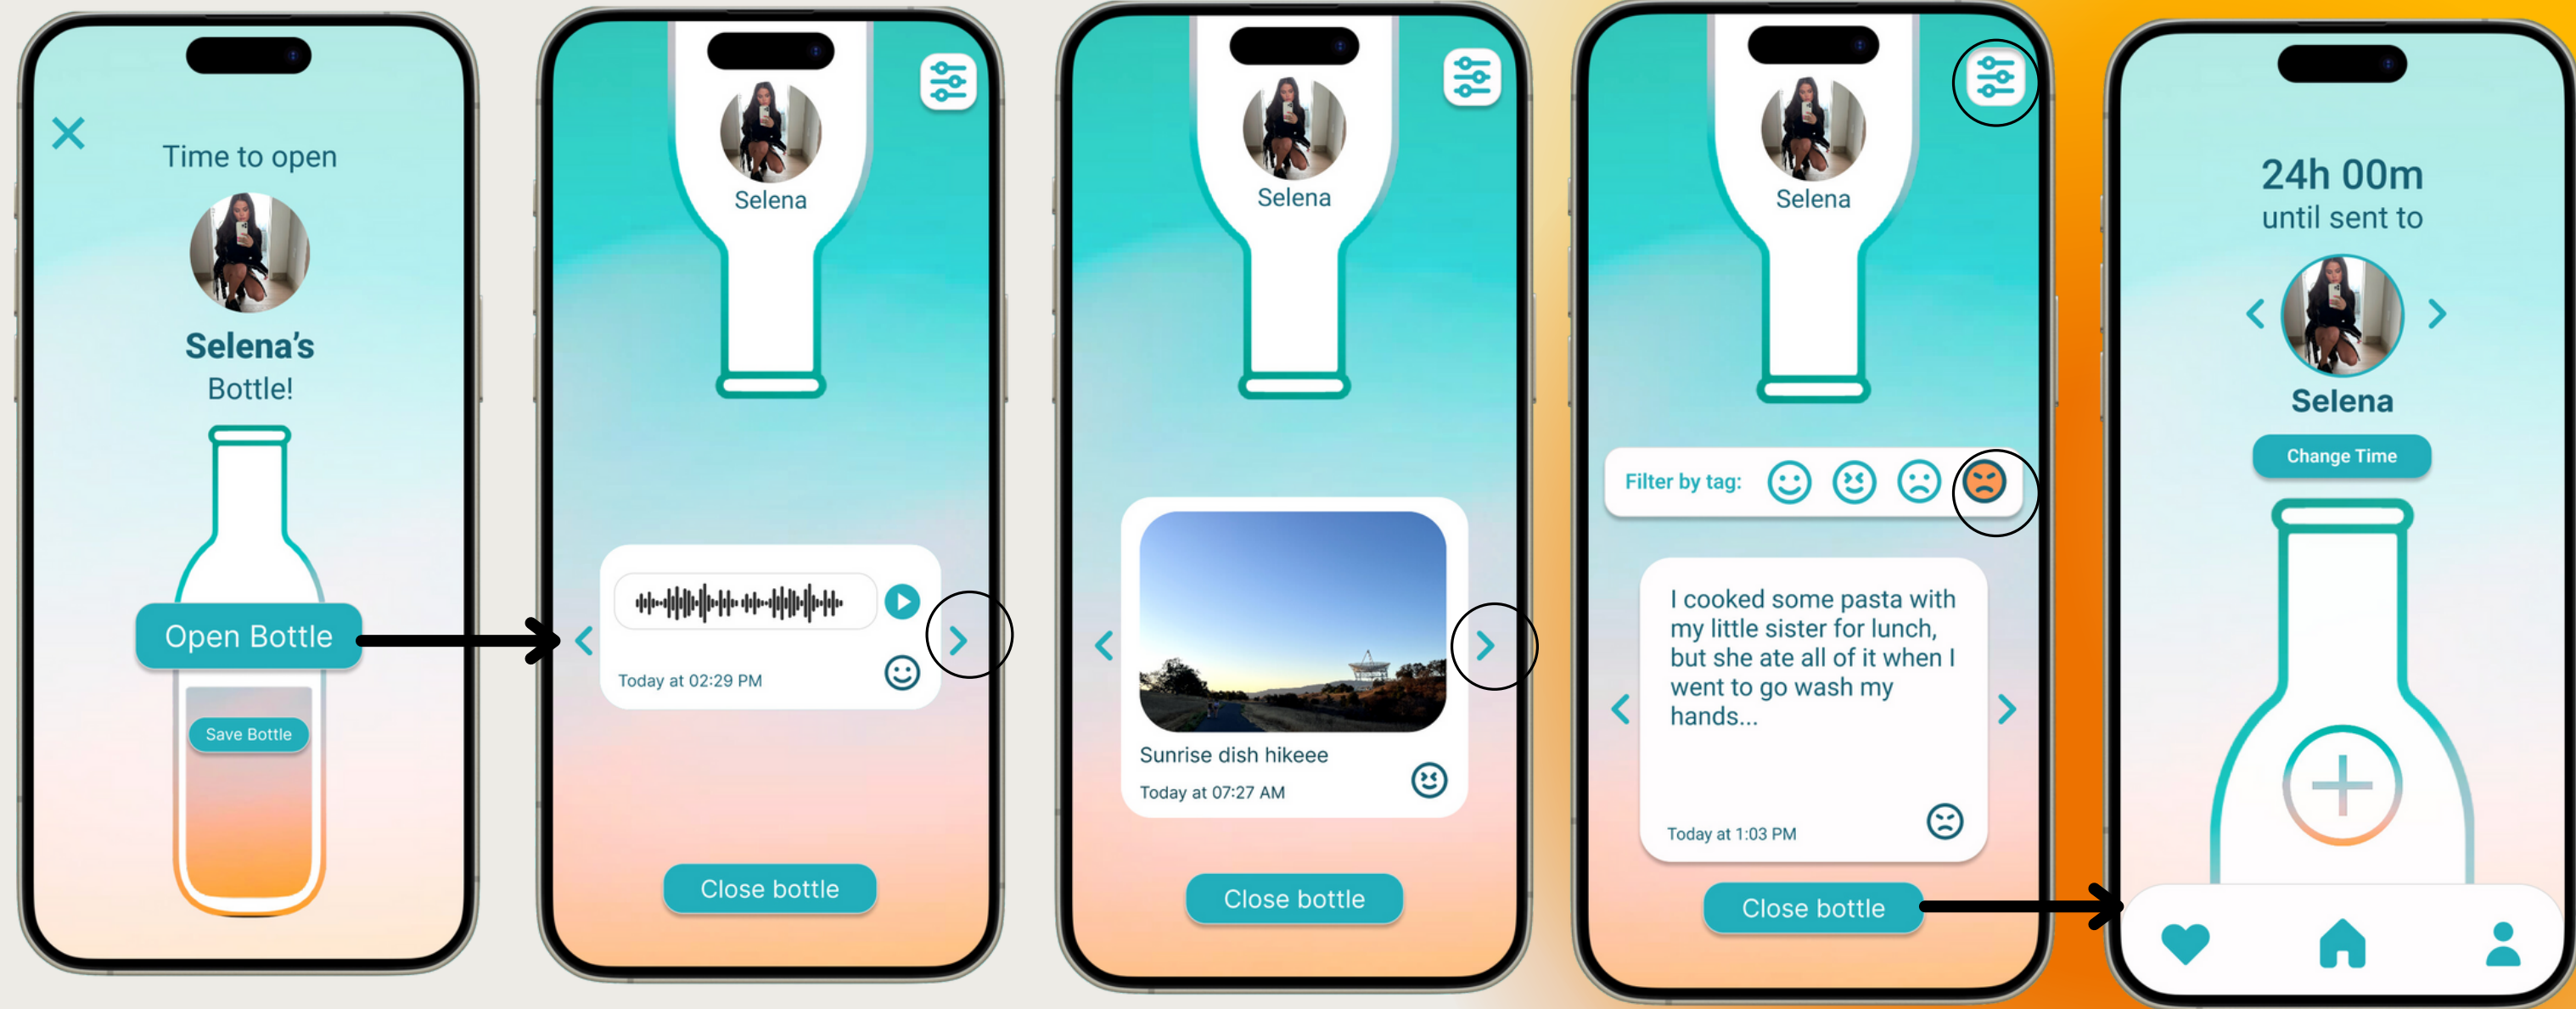 Time to open
Selena's
Bottle!
Open Bottle
Save Bottle
Selena
Today at 02:29 PM
Close bottle
Selena
Sunrise dish hikeee
Today at 07:27 AM
Close bottle
Selena
Filter by tag:
I cooked some pasta with
my little sister for lunch,
but she ate all of it when I
went to go wash my
hands...
Today at 1:03 PM
Close bottle
24h 00m
until sent to
Selena
Change Time